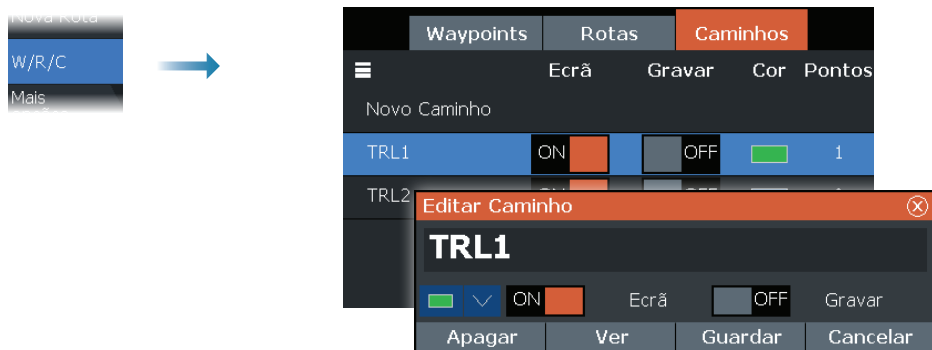 Nova Rota
W/R/C
Mais
opções
Waypoints Rotas Caminhos
Ecrã Gravar Cor Pontos
Novo Caminho
TRL1 ON OFF 1
TRL2
Editar Caminho
TRL1
ON Ecrã OFF Gravar
Apagar Ver Guardar Cancelar